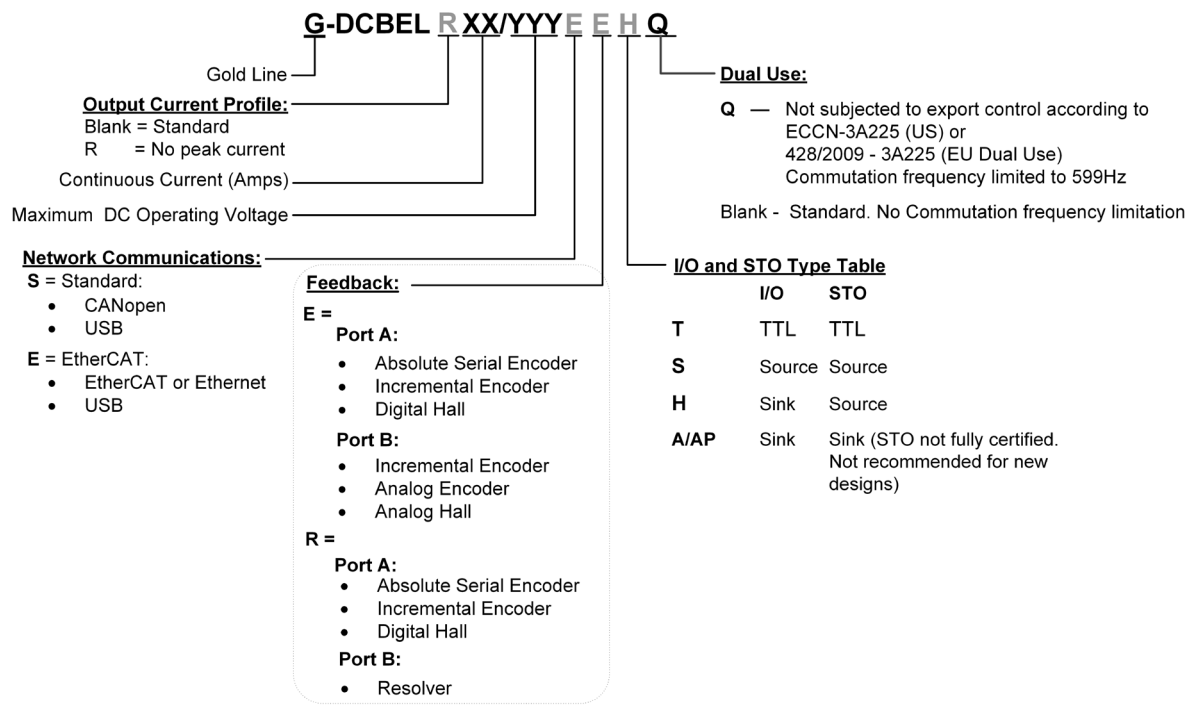 G-DCBEL R XX/YYY E E H Q
Gold Line
Output Current Profile:
Blank = Standard
R = No peak current
Continuous Current (Amps)
Maximum DC Operating Voltage
Network Communications:
S = Standard:
• CANopen
• USB
E = EtherCAT:
• EtherCAT or Ethernet
• USB
Feedback:
E =
Port A:
• Absolute Serial Encoder
• Incremental Encoder
• Digital Hall
Port B:
• Incremental Encoder
• Analog Encoder
• Analog Hall
R =
Port A:
• Absolute Serial Encoder
• Incremental Encoder
• Digital Hall
Port B:
• Resolver
Dual Use:
Q — Not subjected to export control according to
ECCN-3A225 (US) or
428/2009 - 3A225 (EU Dual Use)
Commutation frequency limited to 599Hz
Blank - Standard. No Commutation frequency limitation
I/O and STO Type Table
I/O STO
T TTL TTL
S Source Source
H Sink Source
A/AP Sink Sink (STO not fully certified.
Not recommended for new
designs)